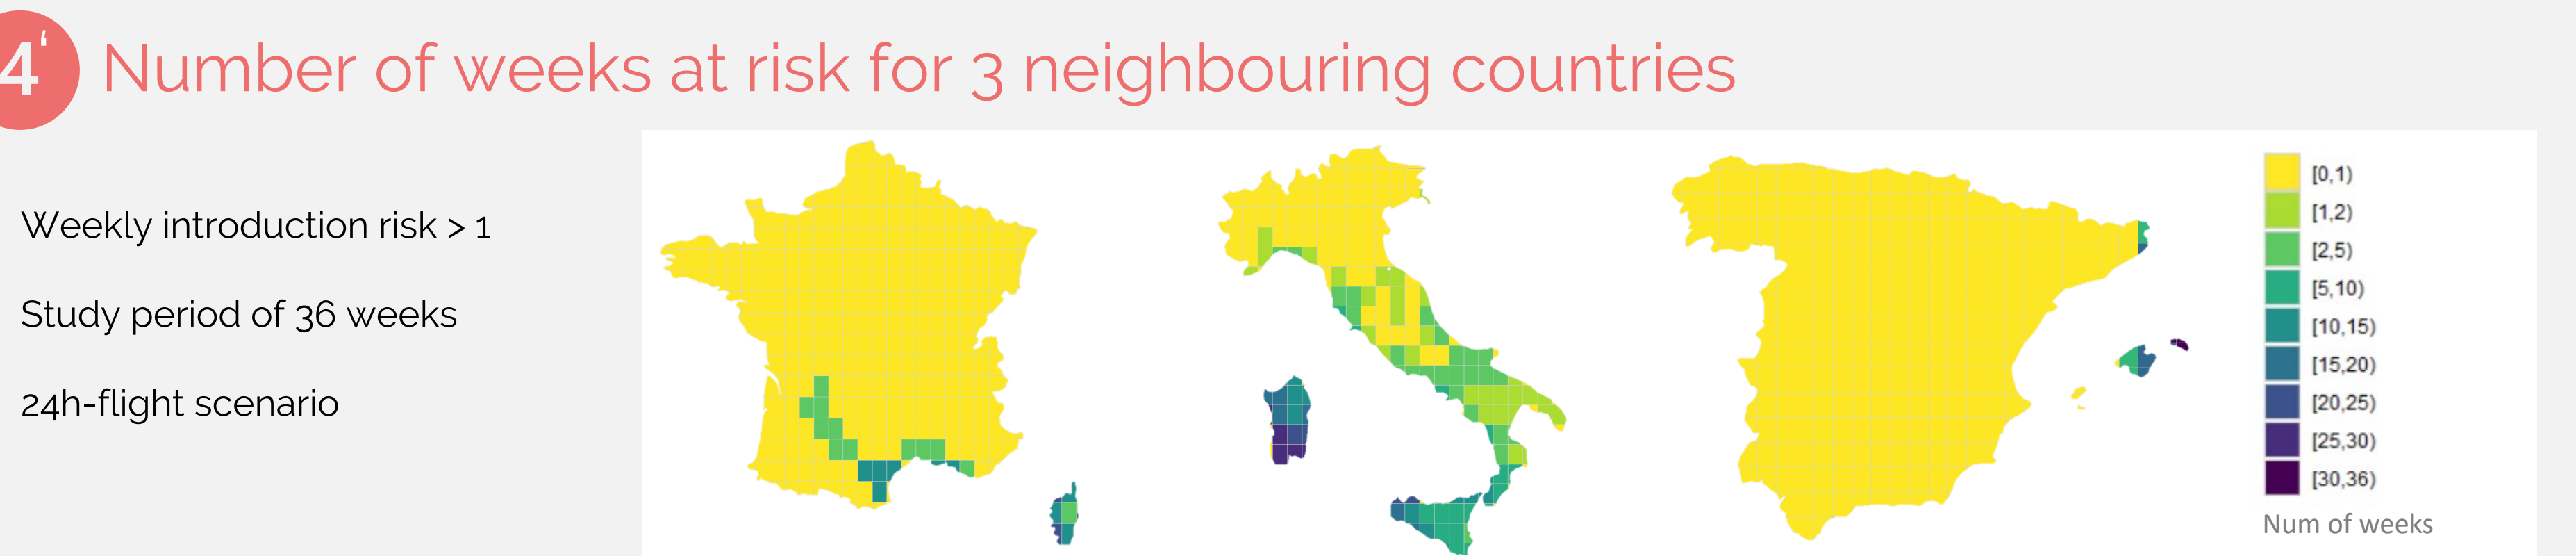 4'
Number of weeks at risk for 3 neighbouring countries
Weekly introduction risk > 1
Study period of 36 weeks
24h-flight scenario
[0,1)
[1,2)
[2,5)
[5,10)
[10,15)
[15,20)
[20,25)
[25,30)
[30,36)
Num of weeks